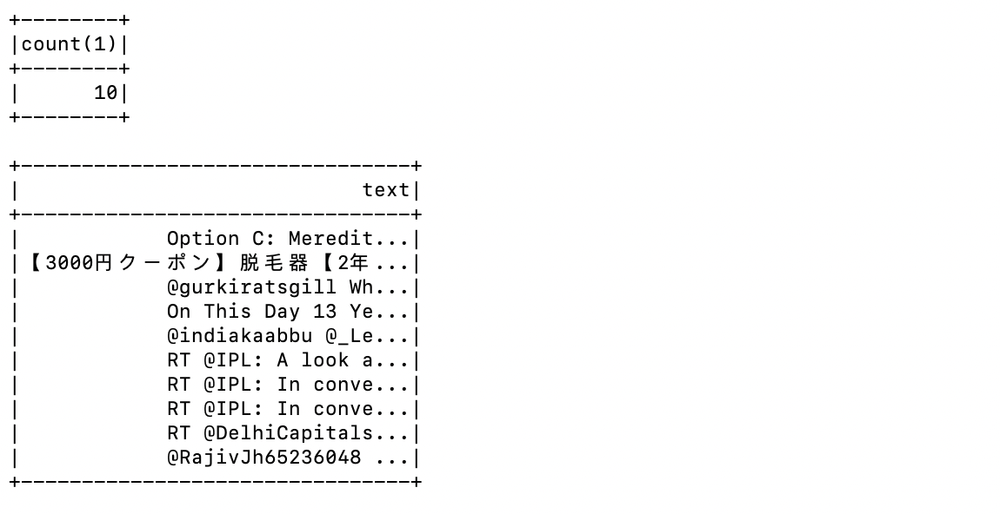 +--------+
|count(1)|
+--------+
|      10|
+--------+

+--------------------------------+
|                            text|
+--------------------------------+
|            Option C: Meredit...|
|【3000円クーポン】脱毛器【2年 ...|
|            @gurkiratsgill Wh...|
|            On This Day 13 Ye...|
|            @indiakaabbu @_Le...|
|            RT @IPL: A look a...|
|            RT @IPL: In conve...|
|            RT @IPL: In conve...|
|            RT @DelhiCapitals...|
|            @RajivJh65236048 ...|
+--------------------------------+